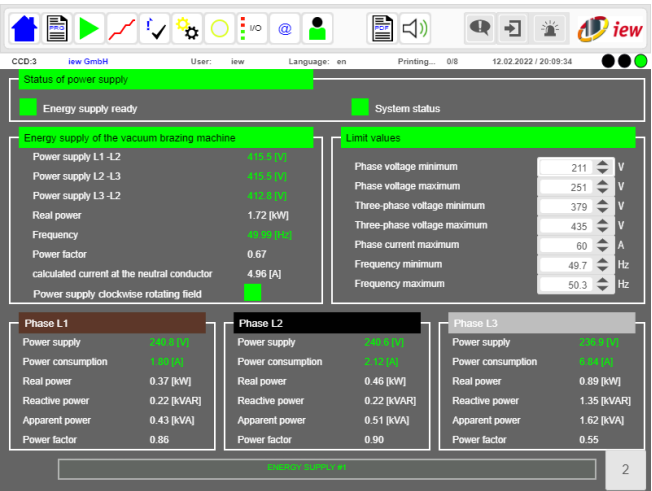 PRO
I/O
@
PDF
iew
CCD:3 iew GmbH User: iew Language: en Printing... 0/8 12.02.2022 / 20:09:34
Status of power supply
Energy supply ready System status
Energy supply of the vacuum brazing machine
Power supply L1 -L2 415.5 [V]
Power supply L2 -L3 415.5 [V]
Power supply L3 -L2 412.8 [V]
Real power 1.72 [kW]
Frequency 49.99 [Hz]
Power factor 0.67
calculated current at the neutral conductor 4.96 [A]
Power supply clockwise rotating field
Limit values
Phase voltage minimum 211 V
Phase voltage maximum 251 V
Three-phase voltage minimum 379 V
Three-phase voltage maximum 435 V
Phase current maximum 60 A
Frequency minimum 49.7 Hz
Frequency maximum 50.3 Hz
Phase L1
Power supply 240.8 [V]
Power consumption 1.80 [A]
Real power 0.37 [kW]
Reactive power 0.22 [kVAR]
Apparent power 0.43 [kVA]
Power factor 0.86
Phase L2
Power supply 240.6 [V]
Power consumption 2.12 [A]
Real power 0.46 [kW]
Reactive power 0.22 [kVAR]
Apparent power 0.51 [kVA]
Power factor 0.90
Phase L3
Power supply 236.9 [V]
Power consumption 6.84 [A]
Real power 0.89 [kW]
Reactive power 1.35 [kVAR]
Apparent power 1.62 [kVA]
Power factor 0.55
ENERGY SUPPLY #1
2